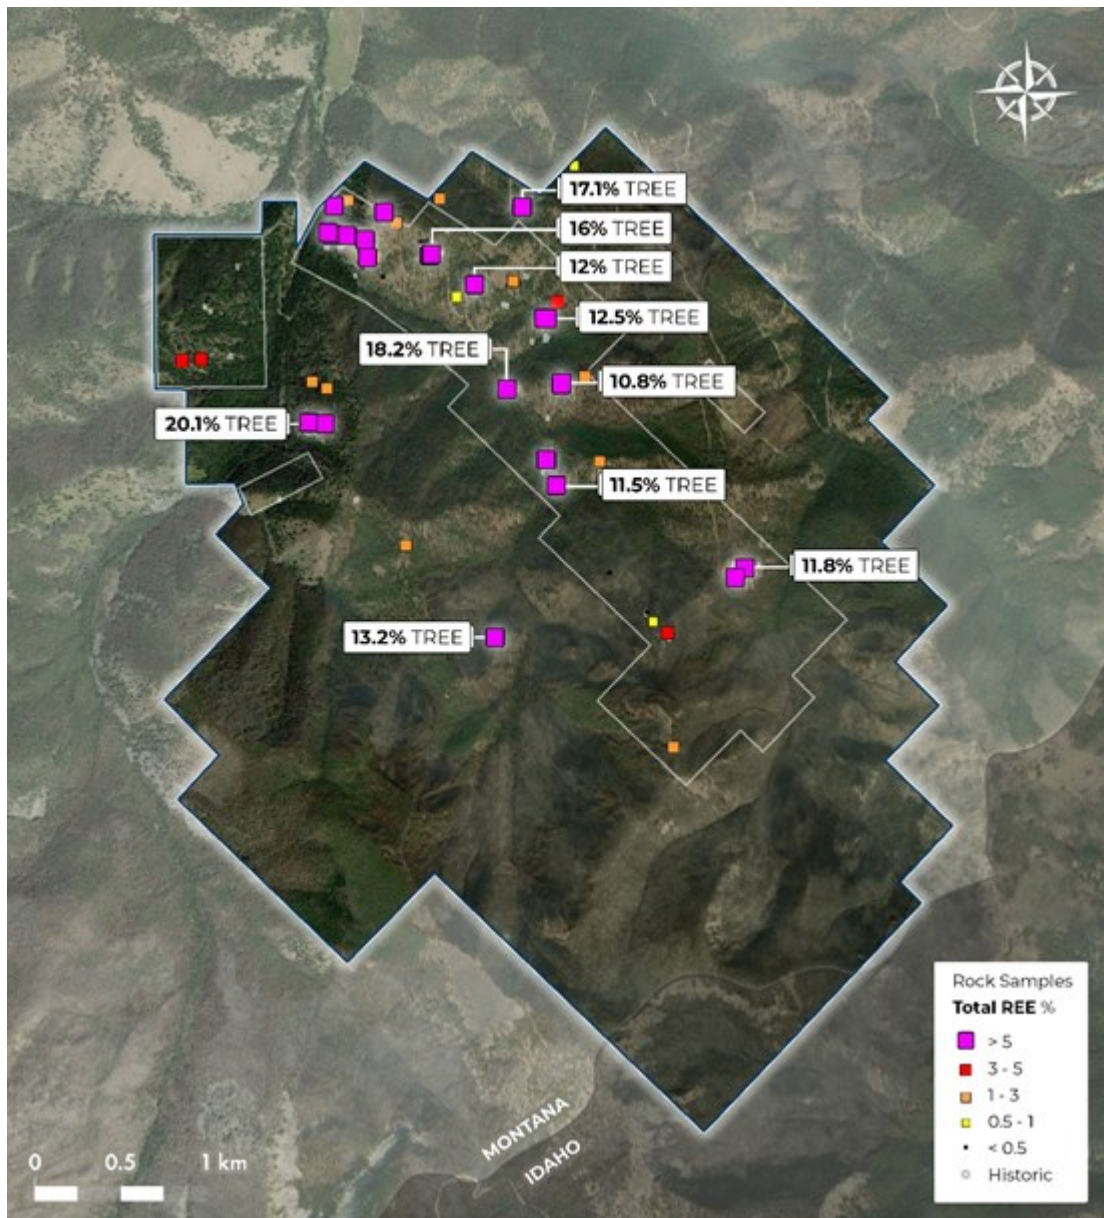 17.1% TREE
16% TREE
12% TREE
12.5% TREE
18.2% TREE
10.8% TREE
20.1% TREE
11.5% TREE
11.8% TREE
13.2% TREE
MONTANA
IDAHO
0 0.5 1 km
Rock Samples
Total REE %
> 5
3 - 5
1 - 3
0.5 - 1
< 0.5
Historic